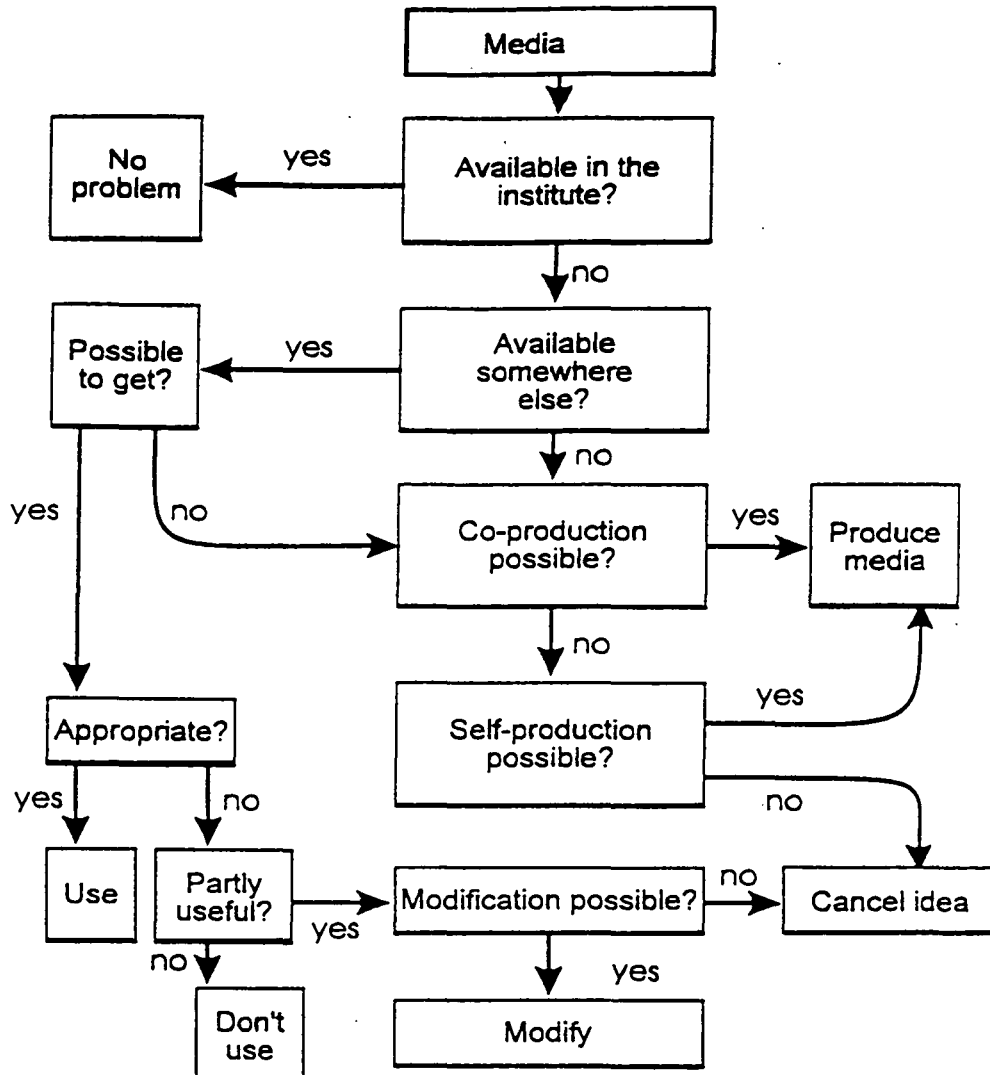 Media
No
problem
yes
Available in the
institute?
no
Possible
to get?
yes
Available
somewhere
else?
no
yes
no
Co-production
possible?
yes
Produce
media
no
Appropriate?
Self-production
possible?
yes
no
yes
no
Use
Partly
useful?
yes
Modification possible?
no
Cancel idea
no
yes
Don't
use
Modify